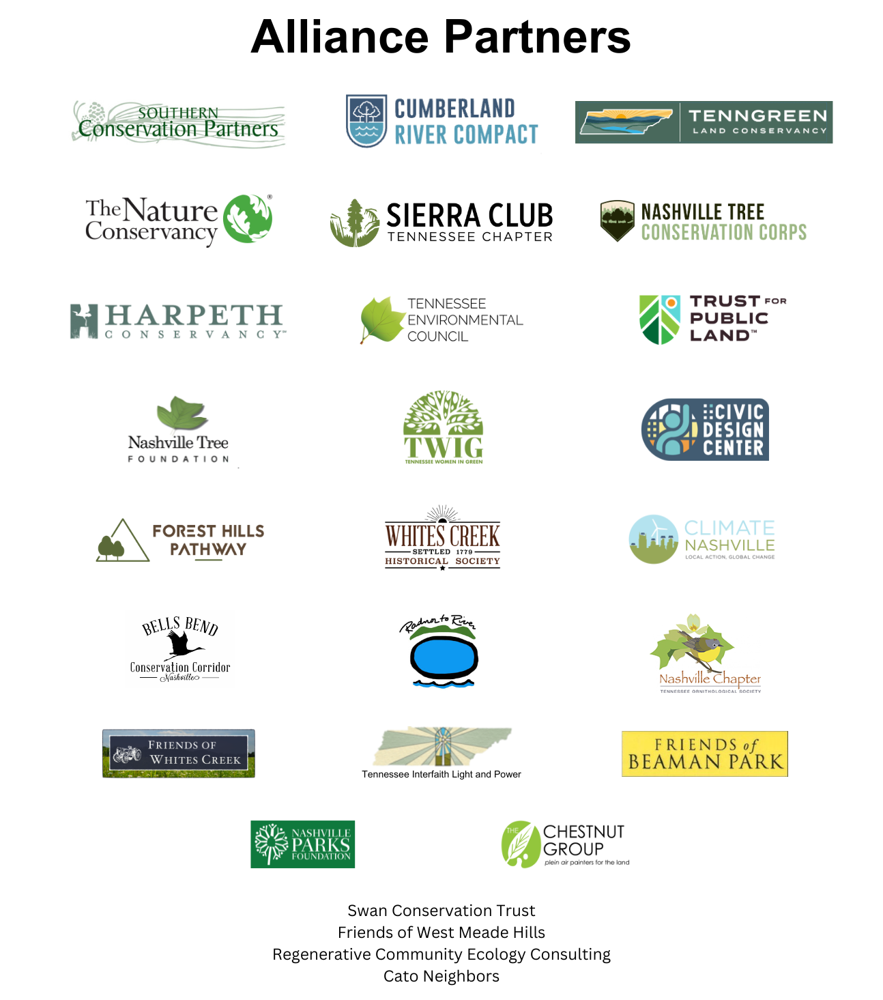 Alliance Partners
SOUTHERN
Conservation Partners
CUMBERLAND
RIVER COMPACT
TENNGREEN
LAND CONSERVANCY
The Nature
Conservancy
®
SIERRA CLUB
TENNESSEE CHAPTER
NASHVILLE TREE
CONSERVATION CORPS
HARPETH
CONSERVANCY™
TENNESSEE
ENVIRONMENTAL
COUNCIL
TRUST FOR
PUBLIC
LAND™
Nashville Tree
FOUNDATION
TWIG
TENNESSEE WOMEN IN GREEN
CIVIC
DESIGN
CENTER
FOREST HILLS
PATHWAY
WHITES CREEK
SETTLED 1779
HISTORICAL SOCIETY
CLIMATE
NASHVILLE
LOCAL ACTION, GLOBAL CHANGE
BELLS BEND
Conservation Corridor
Nashville
Radnor to River
Nashville Chapter
TENNESSEE ORNITHOLOGICAL SOCIETY
FRIENDS OF
WHITES CREEK
Tennessee Interfaith Light and Power
FRIENDS of
BEAMAN PARK
NASHVILLE
PARKS
FOUNDATION
THE
CHESTNUT
GROUP
plein air painters for the land
Swan Conservation Trust
Friends of West Meade Hills
Regenerative Community Ecology Consulting
Cato Neighbors